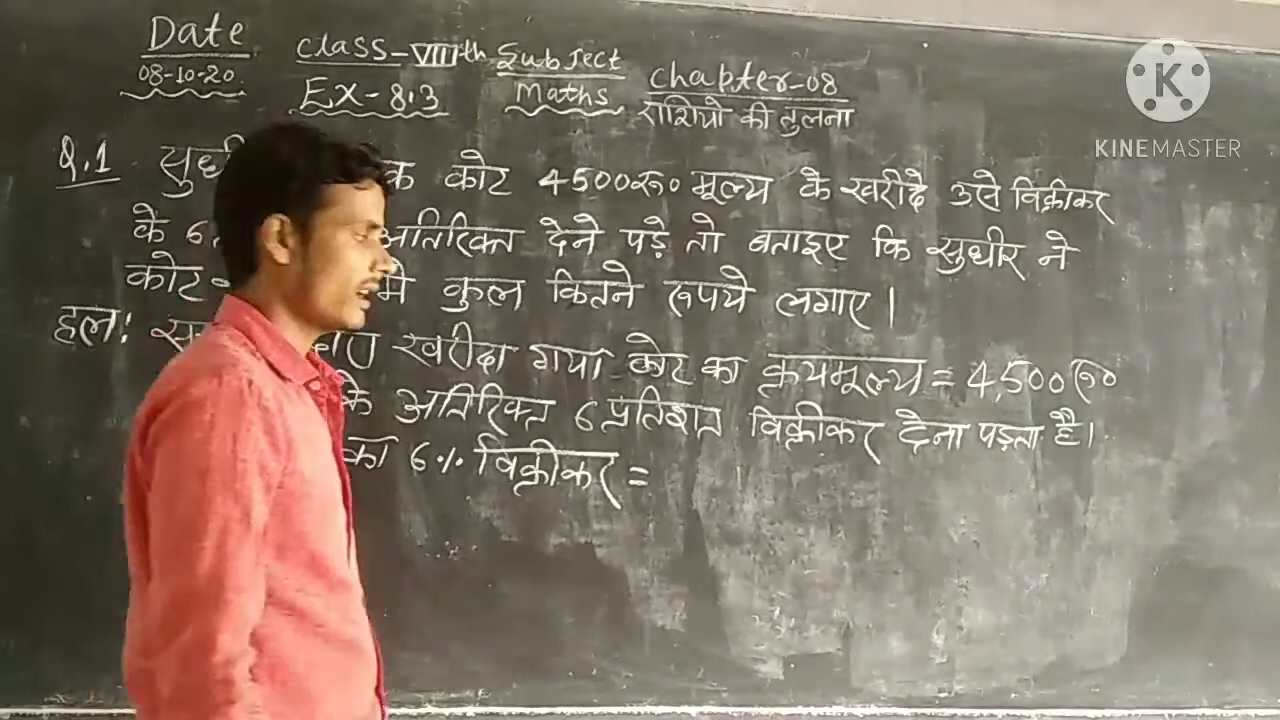 Date
08-10-20
Class-VIIIth Subject
Ex-8.3 Maths
Chapter-08
राशियो की तुलना
KINEMASTER
Q.1 क कोट 4500रू० मूल्य के खरीदे उसे विक्रीकर
के 6 अतिरिक्त देने पड़े तो बताइए कि सुधीर ने
कोट मे कुल कितने रूपये लगाए।
हल: खरीदा गया कोट का क्रयमूल्य = 4,500रू०
के अतिरिक्त 6 प्रतिशत विक्रीकर देना पड़ता है।
का 6% विक्रीकर =